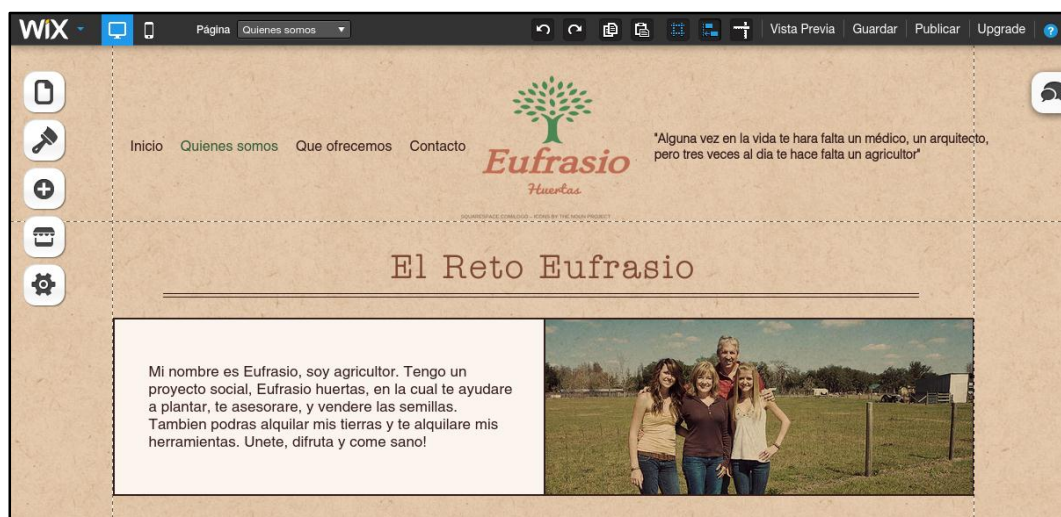 WiX
Página Quienes somos
Vista Previa Guardar Publicar Upgrade ?
Inicio Quienes somos Que ofrecemos Contacto
Eufrasio
Huertas
"Alguna vez en la vida te hara falta un médico, un arquitecto,
pero tres veces al dia te hace falta un agricultor"
El Reto Eufrasio
Mi nombre es Eufrasio, soy agricultor. Tengo un
proyecto social, Eufrasio huertas, en la cual te ayudare
a plantar, te asesorare, y vendere las semillas.
Tambien podras alquilar mis tierras y te alquilare mis
herramientas. Unete, difruta y come sano!